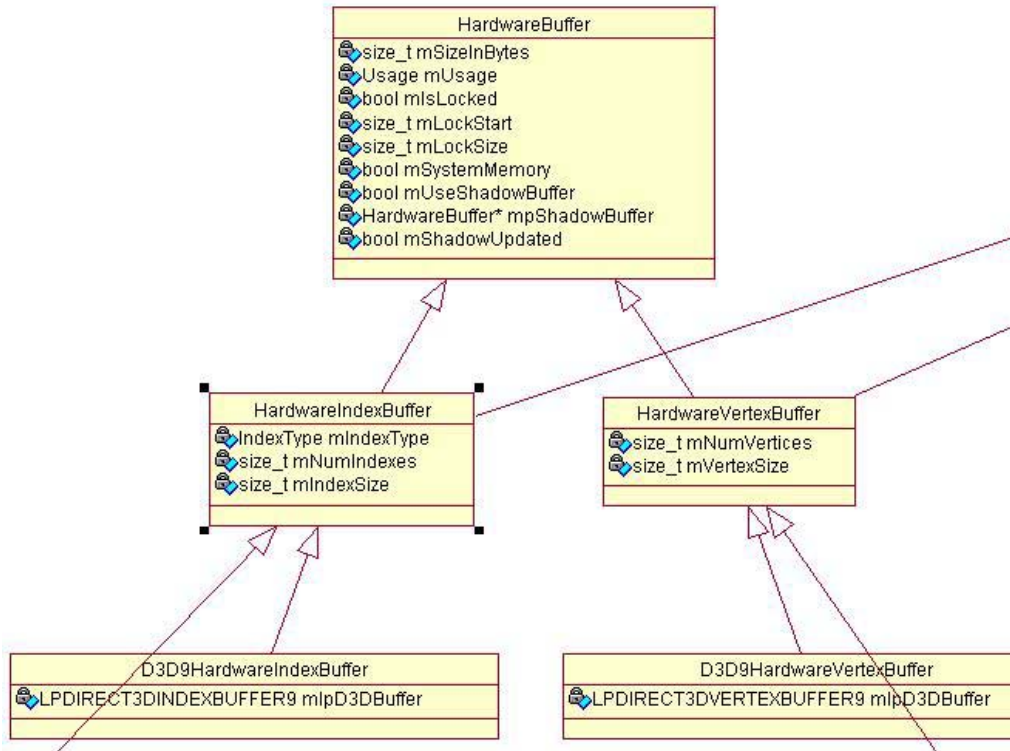 HardwareBuffer
size_t mSizeInBytes
Usage mUsage
bool mIsLocked
size_t mLockStart
size_t mLockSize
bool mSystemMemory
bool mUseShadowBuffer
HardwareBuffer* mpShadowBuffer
bool mShadowUpdated
HardwareIndexBuffer
IndexType mIndexType
size_t mNumIndexes
size_t mIndexSize
HardwareVertexBuffer
size_t mNumVertices
size_t mVertexSize
D3D9HardwareIndexBuffer
LPDIRECT3DINDEXBUFFER9 mlpD3DBuffer
D3D9HardwareVertexBuffer
LPDIRECT3DVERTEXBUFFER9 mlpD3DBuffer